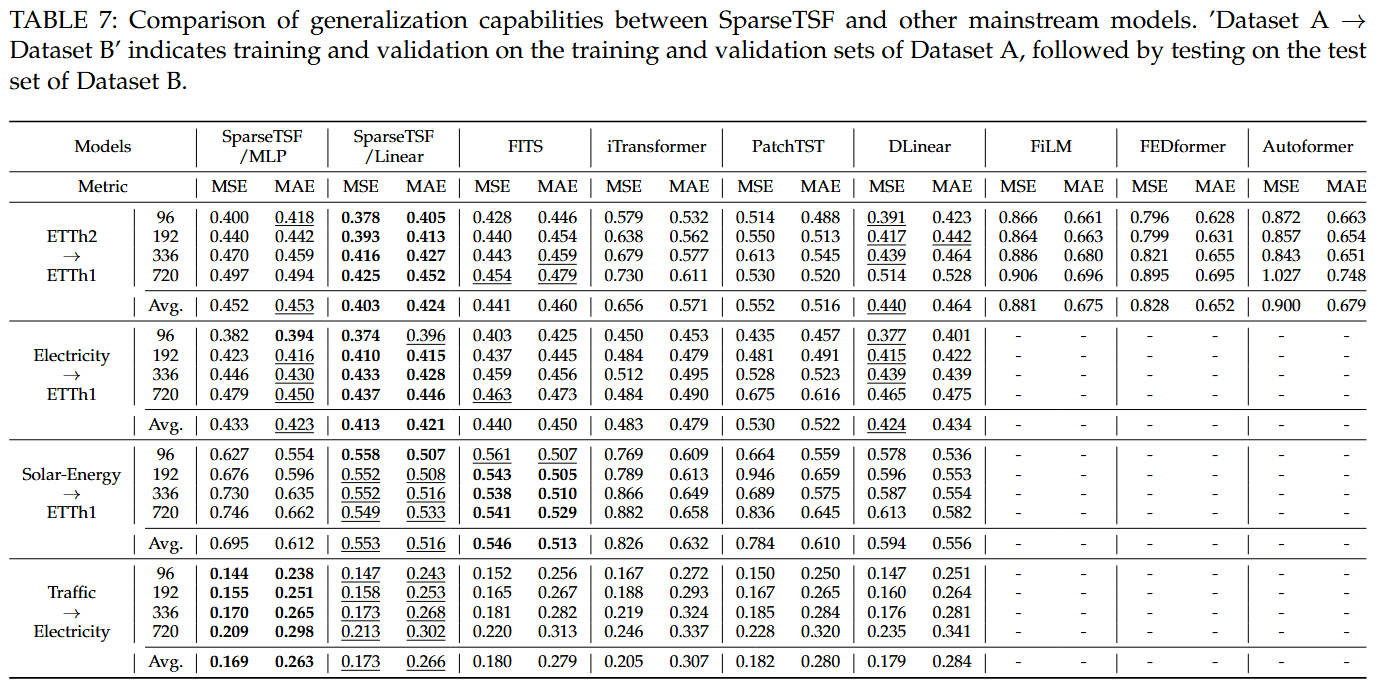 TABLE 7: Comparison of generalization capabilities between SparseTSF and other mainstream models. ’Dataset A →
Dataset B’ indicates training and validation on the training and validation sets of Dataset A, followed by testing on the test
set of Dataset B.
Models SparseTSF /MLP SparseTSF /Linear FITS iTransformer PatchTST DLinear FiLM FEDformer Autoformer
Metric MSE MAE MSE MAE MSE MAE MSE MAE MSE MAE MSE MAE MSE MAE MSE MAE MSE MAE
ETTh2 → ETTh1
96 0.400 0.418 0.378 0.405 0.428 0.446 0.579 0.532 0.514 0.488 0.391 0.423 0.866 0.661 0.796 0.628 0.872 0.663
192 0.440 0.442 0.393 0.413 0.440 0.454 0.638 0.562 0.550 0.513 0.417 0.442 0.864 0.663 0.799 0.631 0.857 0.654
336 0.470 0.459 0.416 0.427 0.443 0.459 0.679 0.577 0.613 0.545 0.439 0.464 0.886 0.680 0.821 0.655 0.843 0.651
720 0.497 0.494 0.425 0.452 0.454 0.479 0.730 0.611 0.530 0.520 0.514 0.528 0.906 0.696 0.895 0.695 1.027 0.748
Avg. 0.452 0.453 0.403 0.424 0.441 0.460 0.656 0.571 0.552 0.516 0.440 0.464 0.881 0.675 0.828 0.652 0.900 0.679
Electricity → ETTh1
96 0.382 0.394 0.374 0.396 0.403 0.425 0.450 0.453 0.435 0.457 0.377 0.401 - - - - - -
192 0.423 0.416 0.410 0.415 0.437 0.445 0.484 0.479 0.481 0.491 0.415 0.422 - - - - - -
336 0.446 0.430 0.433 0.428 0.459 0.456 0.512 0.495 0.528 0.523 0.439 0.439 - - - - - -
720 0.479 0.450 0.437 0.446 0.463 0.473 0.484 0.490 0.675 0.616 0.465 0.475 - - - - - -
Avg. 0.433 0.423 0.413 0.421 0.440 0.450 0.483 0.479 0.530 0.522 0.424 0.434 - - - - - -
Solar-Energy → ETTh1
96 0.627 0.554 0.558 0.507 0.561 0.507 0.769 0.609 0.664 0.559 0.578 0.536 - - - - - -
192 0.676 0.596 0.552 0.508 0.543 0.505 0.789 0.613 0.946 0.659 0.596 0.553 - - - - - -
336 0.730 0.635 0.552 0.516 0.538 0.510 0.866 0.649 0.689 0.575 0.587 0.554 - - - - - -
720 0.746 0.662 0.549 0.533 0.541 0.529 0.882 0.658 0.836 0.645 0.613 0.582 - - - - - -
Avg. 0.695 0.612 0.553 0.516 0.546 0.513 0.826 0.632 0.784 0.610 0.594 0.556 - - - - - -
Traffic → Electricity
96 0.144 0.238 0.147 0.243 0.152 0.256 0.167 0.272 0.150 0.250 0.147 0.251 - - - - - -
192 0.155 0.251 0.158 0.253 0.165 0.267 0.188 0.293 0.167 0.265 0.160 0.264 - - - - - -
336 0.170 0.265 0.173 0.268 0.181 0.282 0.219 0.324 0.185 0.284 0.176 0.281 - - - - - -
720 0.209 0.298 0.213 0.302 0.220 0.313 0.246 0.337 0.228 0.320 0.235 0.341 - - - - - -
Avg. 0.169 0.263 0.173 0.266 0.180 0.279 0.205 0.307 0.182 0.280 0.179 0.284 - - - - - -